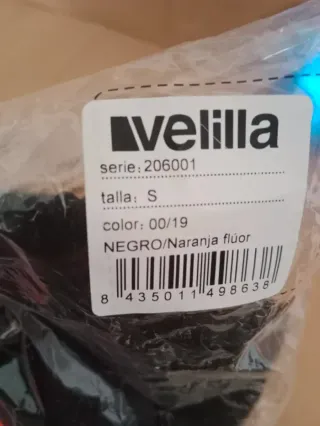 velilla
serie: 206001
talla: S
color: 00/19
NEGRO/Naranja flúor
8 435011 498638